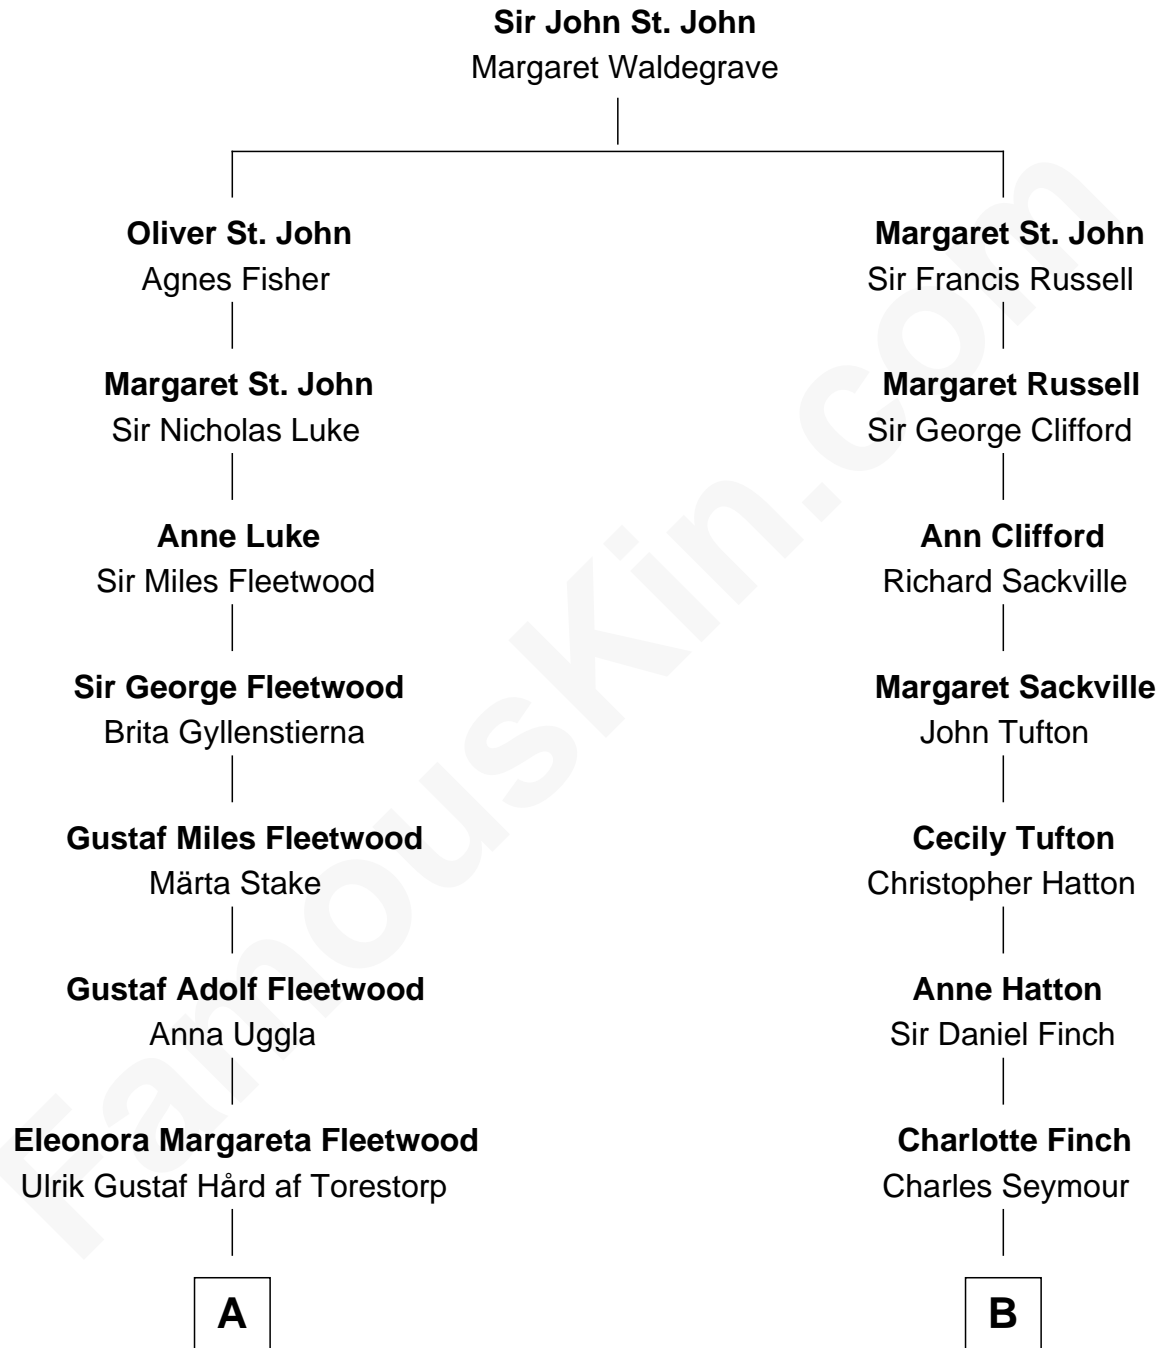 Sir John St. John
Margaret Waldegrave
Oliver St. John
Agnes Fisher
Margaret St. John
Sir Francis Russell
Margaret St. John
Sir Nicholas Luke
Margaret Russell
Sir George Clifford
Anne Luke
Sir Miles Fleetwood
Ann Clifford
Richard Sackville
Sir George Fleetwood
Brita Gyllenstierna
Margaret Sackville
John Tufton
Gustaf Miles Fleetwood
Märta Stake
Cecily Tufton
Christopher Hatton
Gustaf Adolf Fleetwood
Anna Uggla
Anne Hatton
Sir Daniel Finch
Eleonora Margareta Fleetwood
Ulrik Gustaf Hård af Torestorp
Charlotte Finch
Charles Seymour
A
B
FamousKin.com